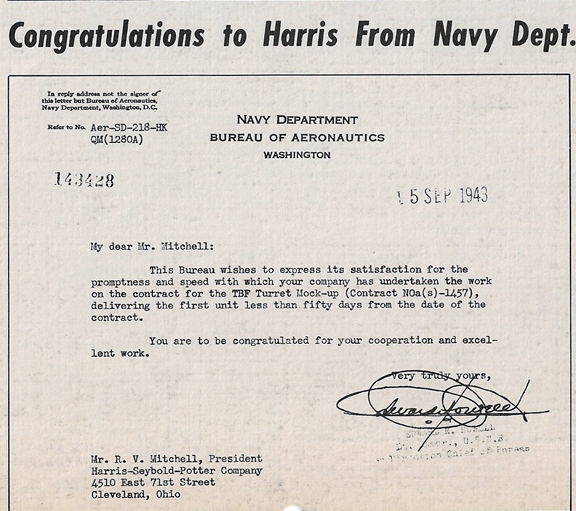 Congratulations to Harris From Navy Dept.
In reply address not the signer of
this letter but Bureau of Aeronautics,
Navy Department, Washington, D.C.
Refer to No. Aer-SD-218-HK
QM(1280A)
NAVY DEPARTMENT
BUREAU OF AERONAUTICS
WASHINGTON
143428
15 SEP 1943
My dear Mr. Mitchell:
This Bureau wishes to express its satisfaction for the
promptness and speed with which your company has undertaken the work
on the contract for the TBF Turret Mock-up (Contract NOa(s)-1457),
delivering the first unit less than fifty days from the date of the
contract.
You are to be congratulated for your cooperation and excel-
lent work.
Very truly yours,
U.S.N.R
Chief of Bureau
Mr. R. V. Mitchell, President
Harris-Seybold-Potter Company
4510 East 71st Street
Cleveland, Ohio